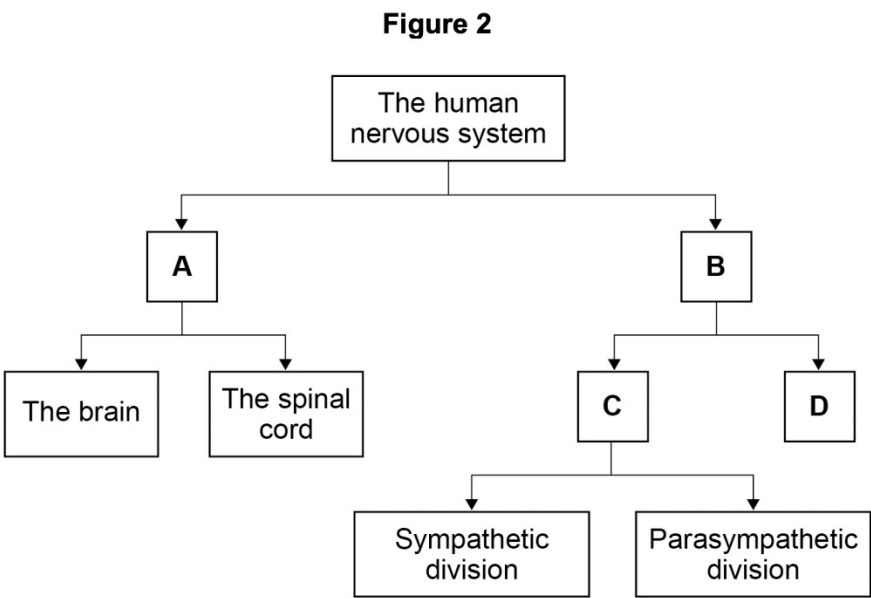 Figure 2
The human
nervous system
A
B
The brain
The spinal
cord
C
D
Sympathetic
division
Parasympathetic
division